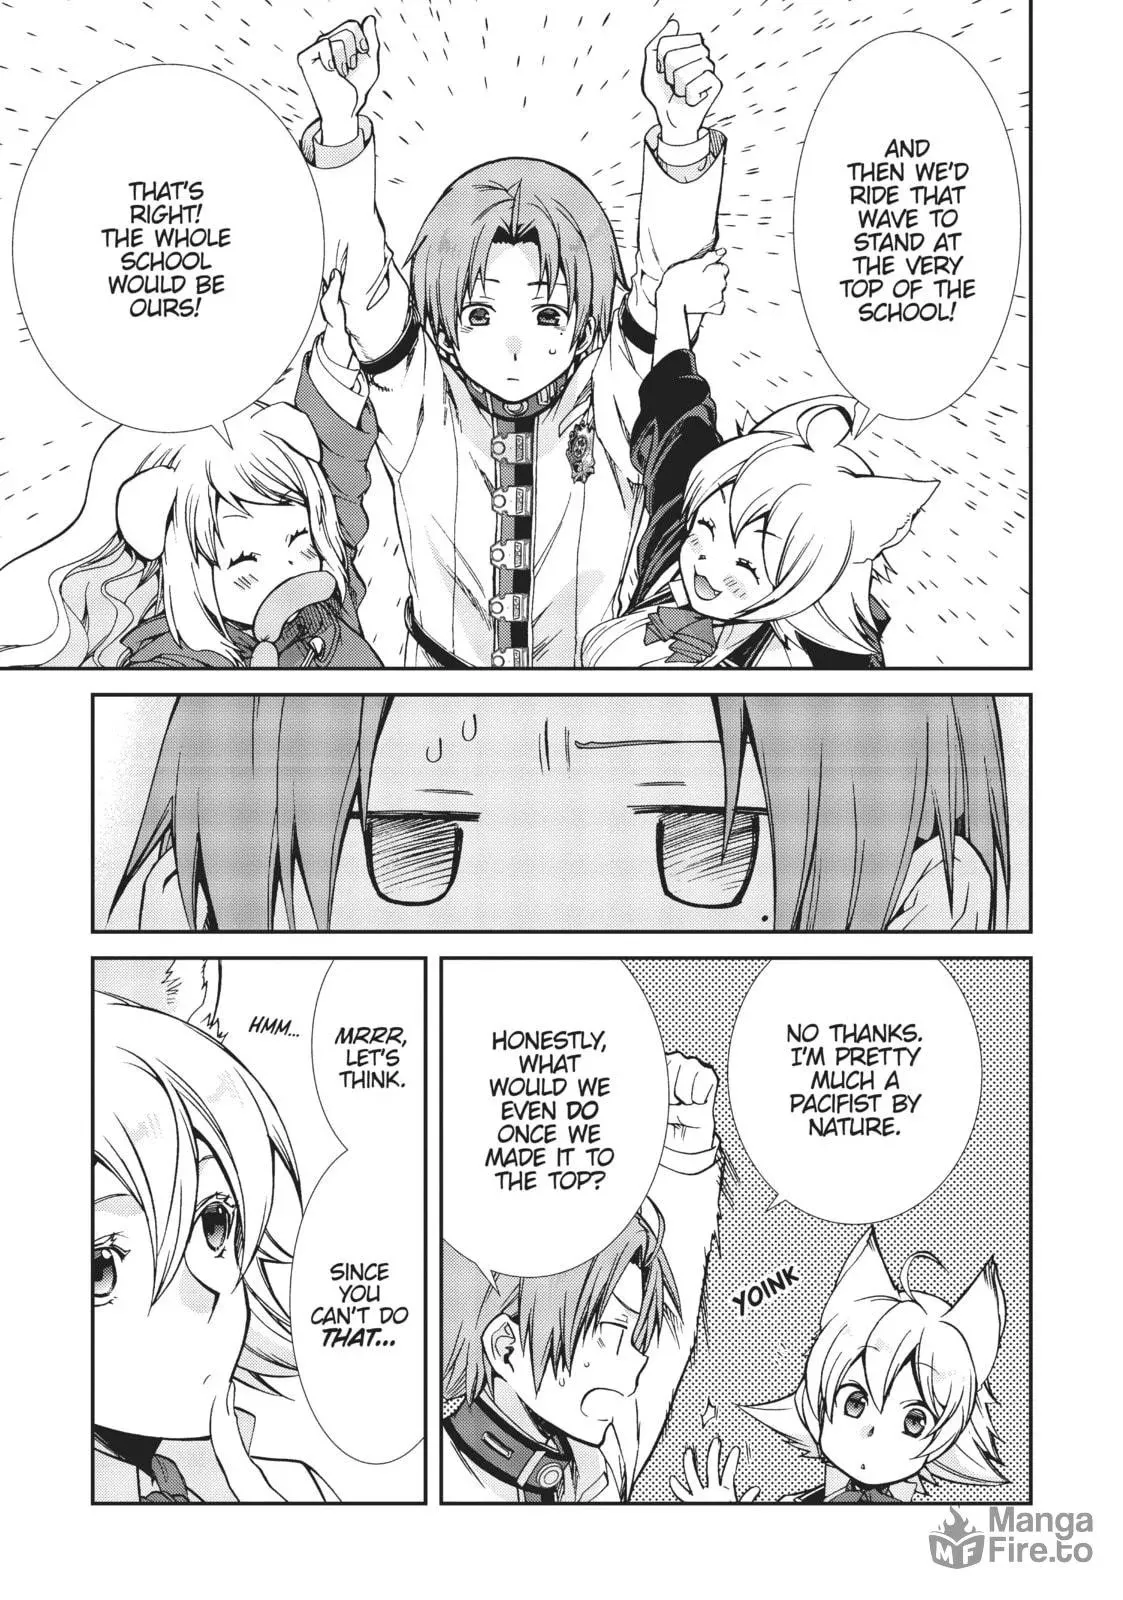 AND
THEN WE'D
RIDE THAT
WAVE TO
STAND AT
THE VERY
TOP OF THE
SCHOOL!
THAT'S
RIGHT!
THE WHOLE
SCHOOL
WOULD BE
OURS!
NO THANKS.
I'M PRETTY
MUCH A
PACIFIST BY
NATURE.
HONESTLY,
WHAT
WOULD WE
EVEN DO
ONCE WE
MADE IT TO
THE TOP?
YOINK
MRRR,
LET'S
THINK.
HMM...
SINCE
YOU
CAN'T DO
THAT...
Manga
Fire.to
MF